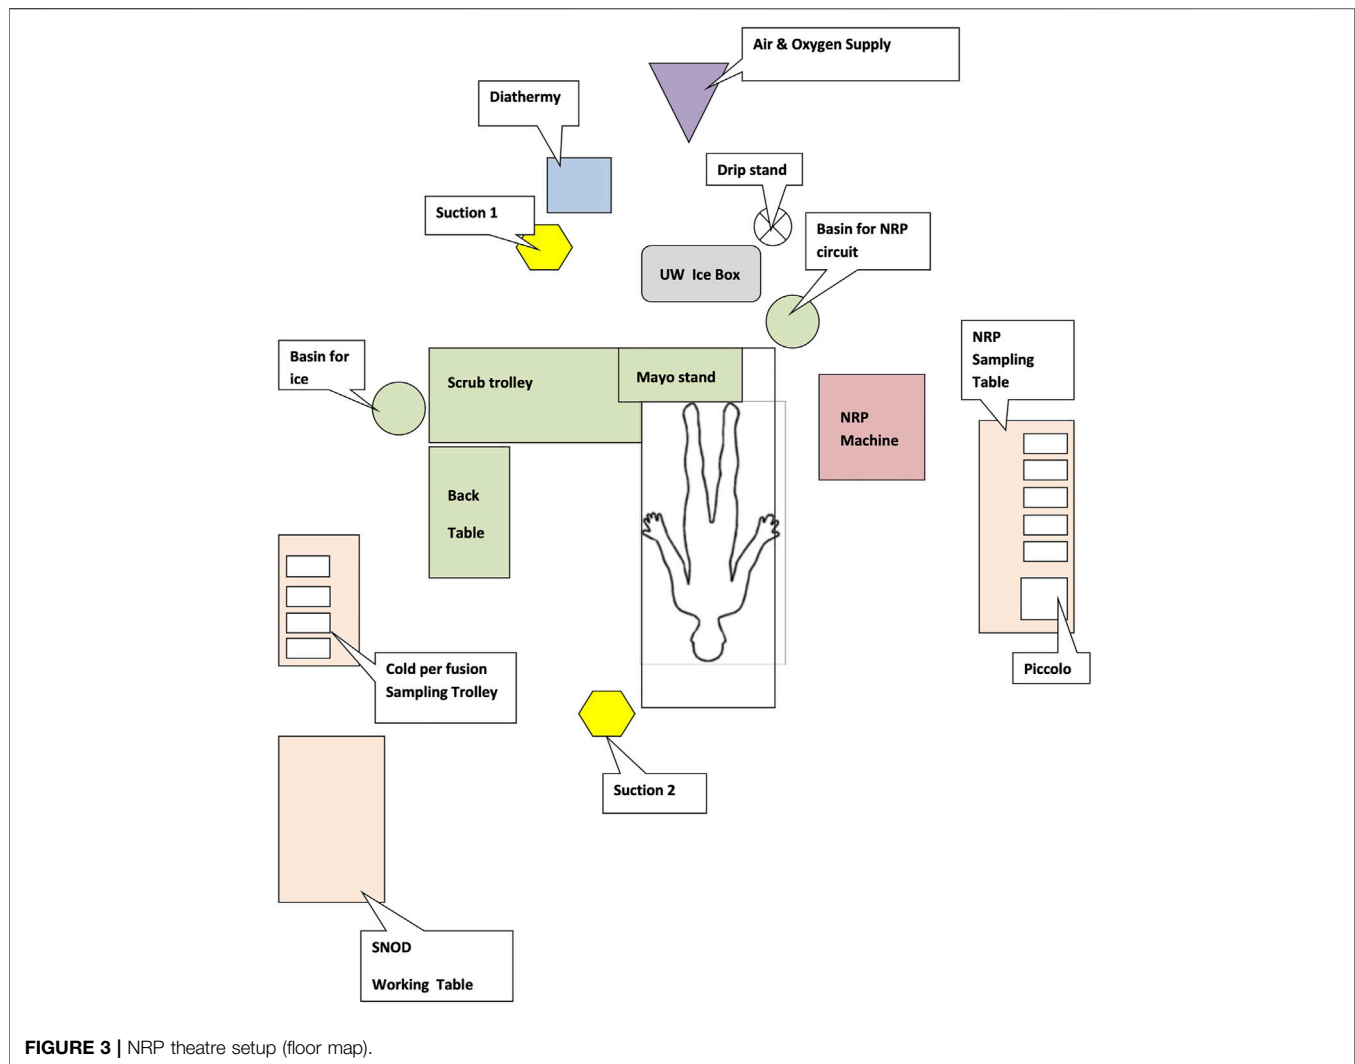 Air & Oxygen Supply
Diathermy
Drip stand
Suction 1
Basin for NRP
circuit
UW Ice Box
Basin for
ice
Scrub trolley
Mayo stand
NRP
Sampling
Table
NRP
Machine
Back
Table
Cold per fusion
Sampling Trolley
Piccolo
Suction 2
SNOD
Working Table
FIGURE 3 | NRP theatre setup (floor map).